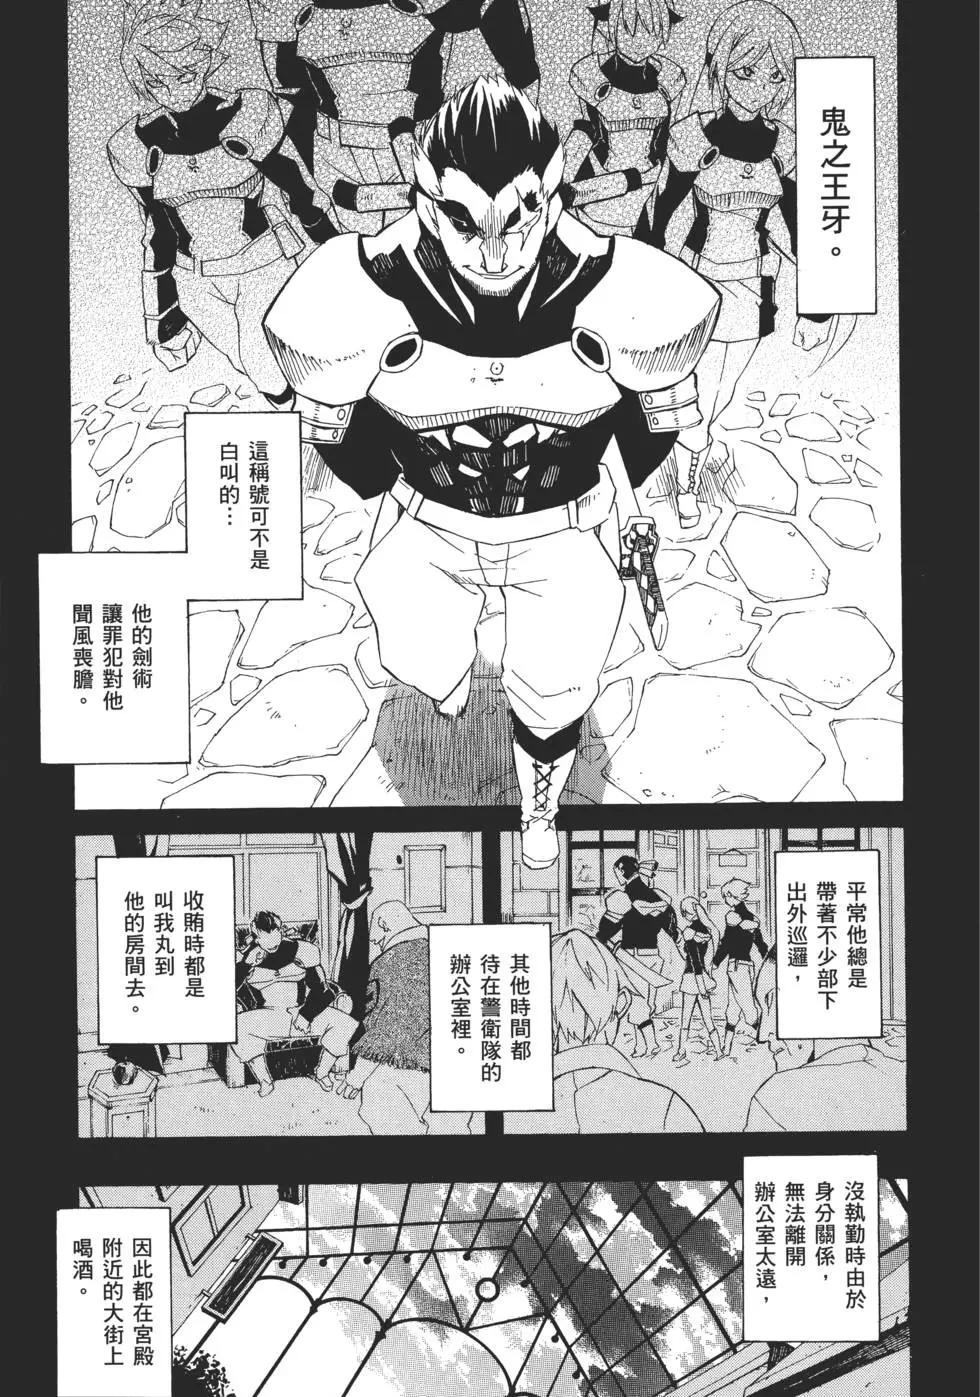 鬼之王牙。
這稱號可不是
白叫的…
他的劍術
讓罪犯對他
聞風喪膽。
平常他總是
帶著不少部下
出外巡邏，
其他時間都
待在警衛隊的
辦公室裡。
收賄時都是
叫我丸到
他的房間去。
沒執勤時由於
身分關係，
無法離開
辦公室太遠，
因此都在宮殿
附近的大街上
喝酒。